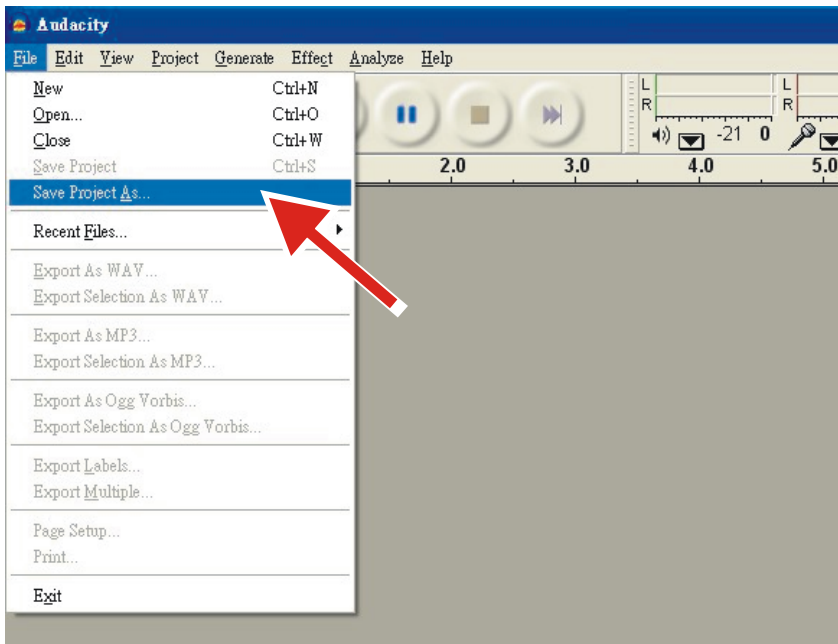 Audacity
File Edit View Project Generate Effect Analyze Help
New Ctrl+N
Open... Ctrl+O
Close Ctrl+W
Save Project Ctrl+S
Save Project As...
Recent Files...
Export As WAV...
Export Selection As WAV...
Export As MP3...
Export Selection As MP3...
Export As Ogg Vorbis...
Export Selection As Ogg Vorbis...
Export Labels...
Export Multiple...
Page Setup...
Print...
Exit
L L
R R
-21 0
2.0 3.0 4.0 5.0